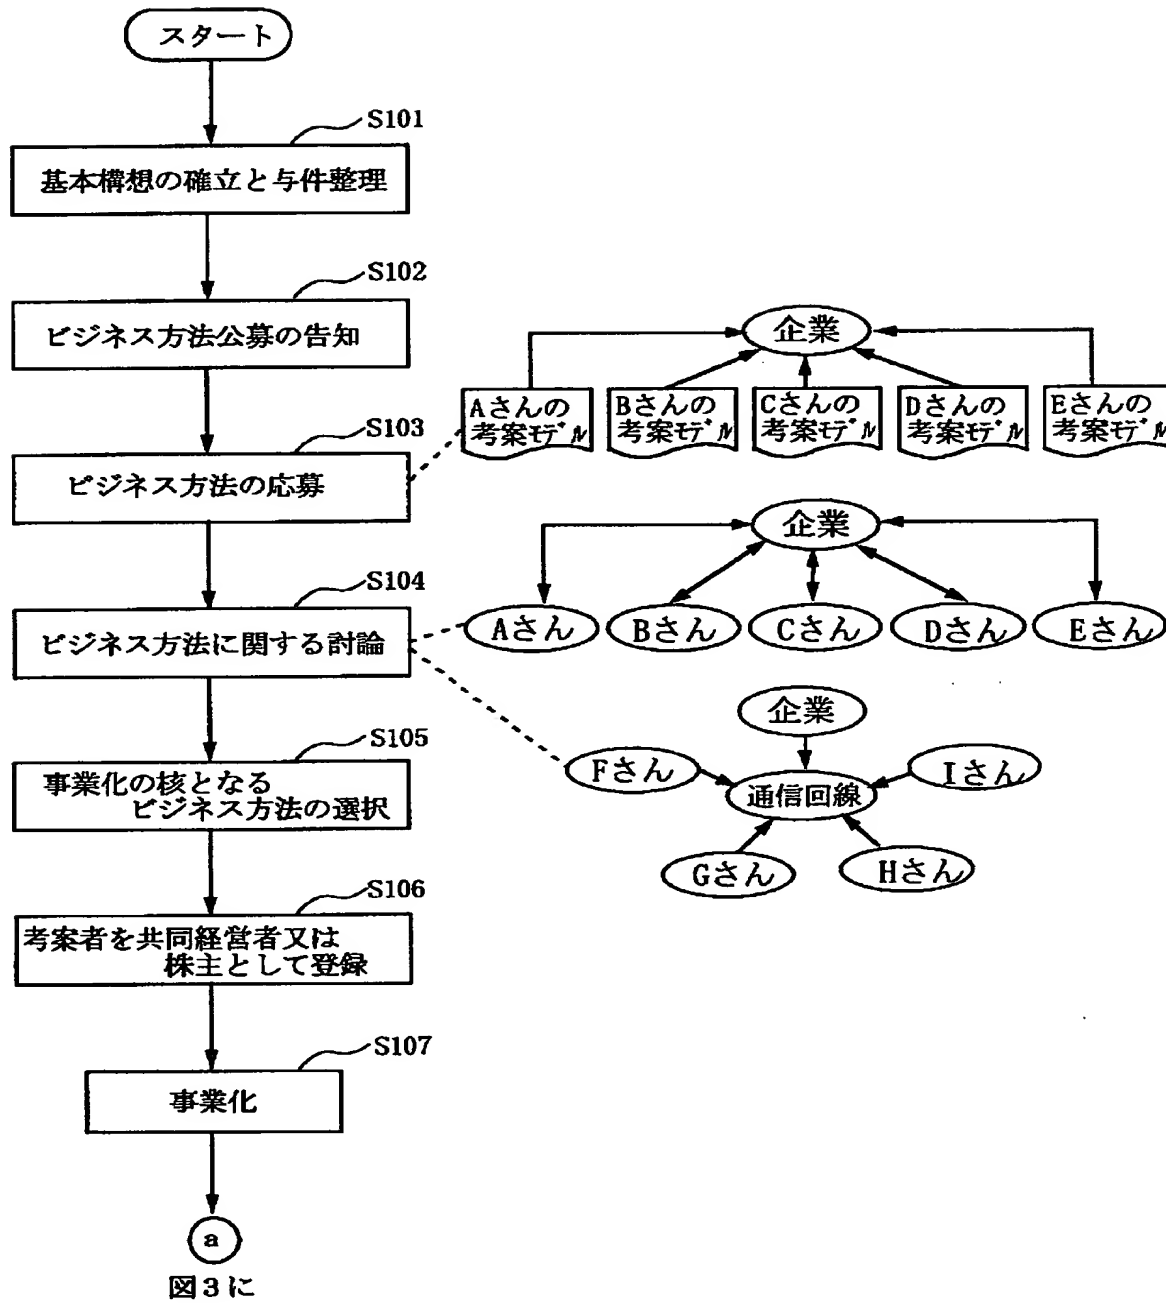 スタート
S101
基本構想の確立と与件整理
S102
ビジネス方法公募の告知
S103
ビジネス方法の応募
企業
Aさんの
考案モデル
Bさんの
考案モデル
Cさんの
考案モデル
Dさんの
考案モデル
Eさんの
考案モデル
S104
ビジネス方法に関する討論
企業
Aさん
Bさん
Cさん
Dさん
Eさん
企業
Fさん
通信回線
Iさん
Gさん
Hさん
S105
事業化の核となる
ビジネス方法の選択
S106
考案者を共同経営者又は
株主として登録
S107
事業化
a
図3に